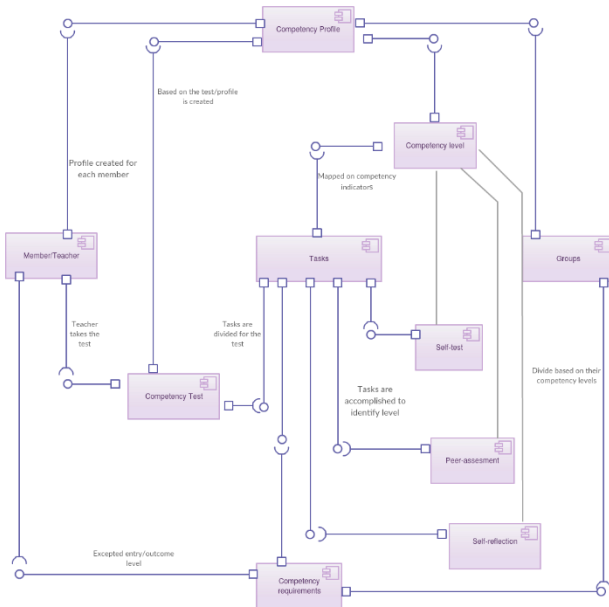 Competency Profile
Based on the test/profile
is created
Competency level
Profile created for
each member
Mapped on competency
indicators
Member/Teacher
Tasks
Groups
Teacher
takes the
test
Tasks are
divided for the
test
Self-test
Divide based on their
competency levels
Competency Test
Tasks are
accomplished to
identify level
Peer-assesment
Self-reflection
Excepted entry/outcome
level
Competency
requirements